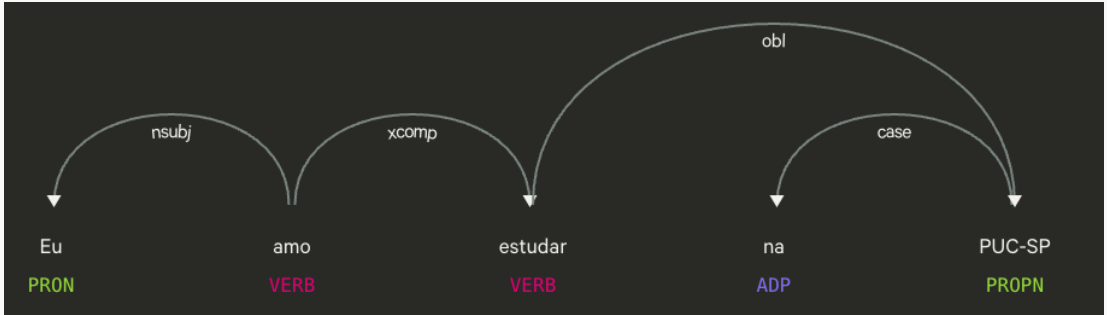 obl
nsubj xcomp case
Eu amo estudar na PUC-SP
PRON VERB VERB ADP PROPN